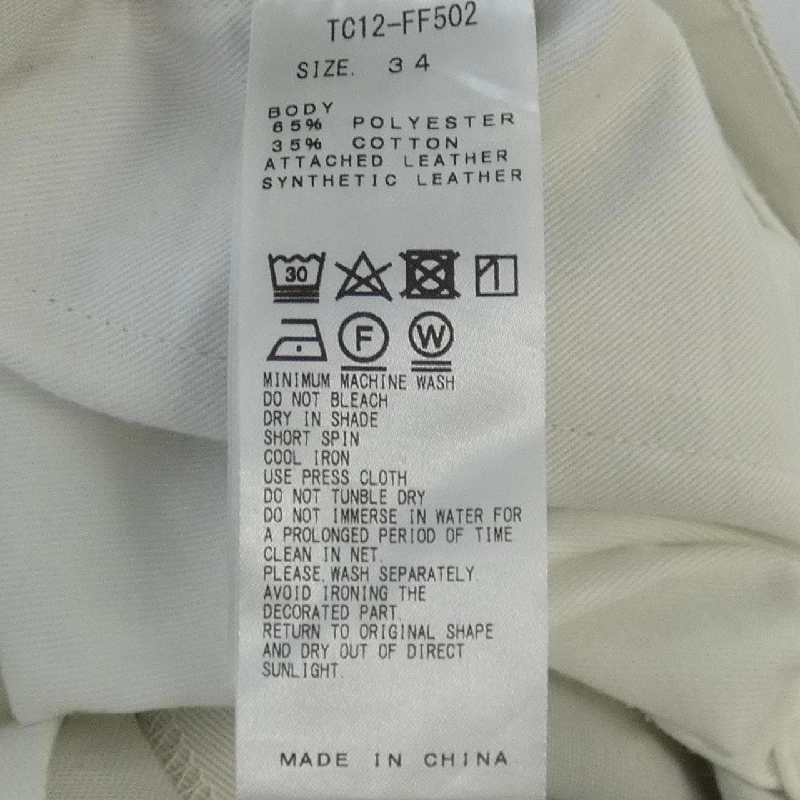 TC12-FF502
SIZE. 34
BODY
65% POLYESTER
35% COTTON
ATTACHED LEATHER
SYNTHETIC LEATHER
30
F W
MINIMUM MACHINE WASH
DO NOT BLEACH
DRY IN SHADE
SHORT SPIN
COOL IRON
USE PRESS CLOTH
DO NOT TUNBLE DRY
DO NOT IMMERSE IN WATER FOR
A PROLONGED PERIOD OF TIME.
CLEAN IN NET.
PLEASE.WASH SEPARATELY.
AVOID IRONING THE
DECORATED PART.
RETURN TO ORIGINAL SHAPE
AND DRY OUT OF DIRECT
SUNLIGHT.
MADE IN CHINA